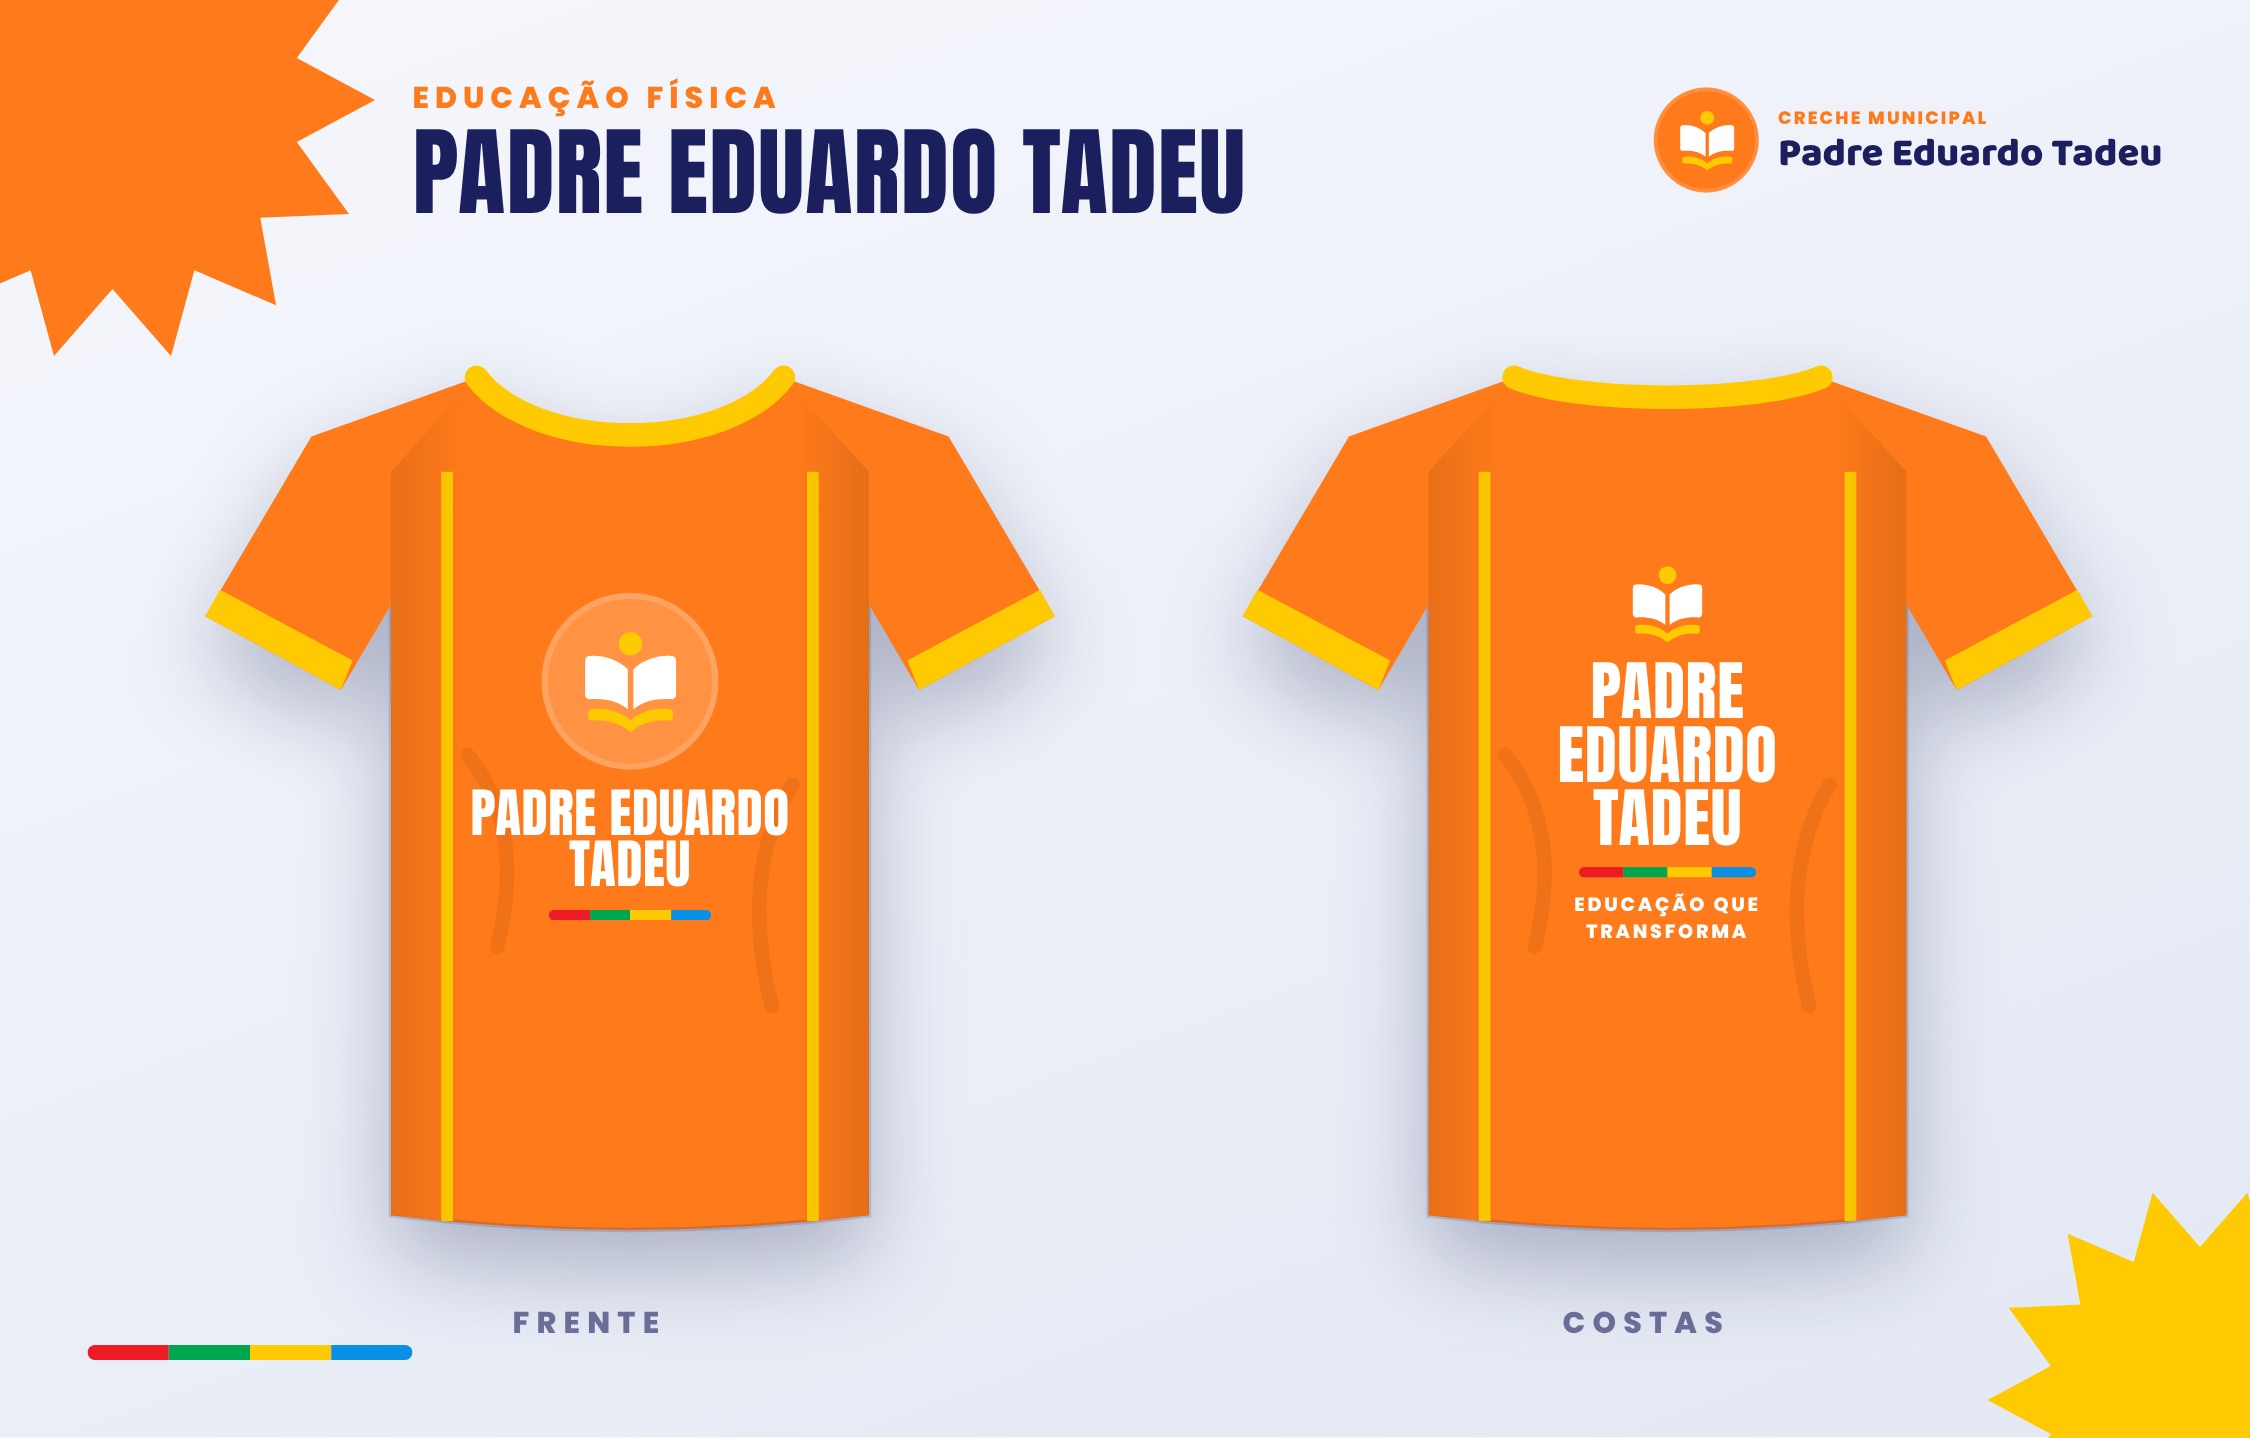 EDUCAÇÃO FÍSICA
PADRE EDUARDO TADEU
CRECHE MUNICIPAL
Padre Eduardo Tadeu
PADRE EDUARDO
TADEU
PADRE
EDUARDO
TADEU
EDUCAÇÃO QUE
TRANSFORMA
FRENTE
COSTAS